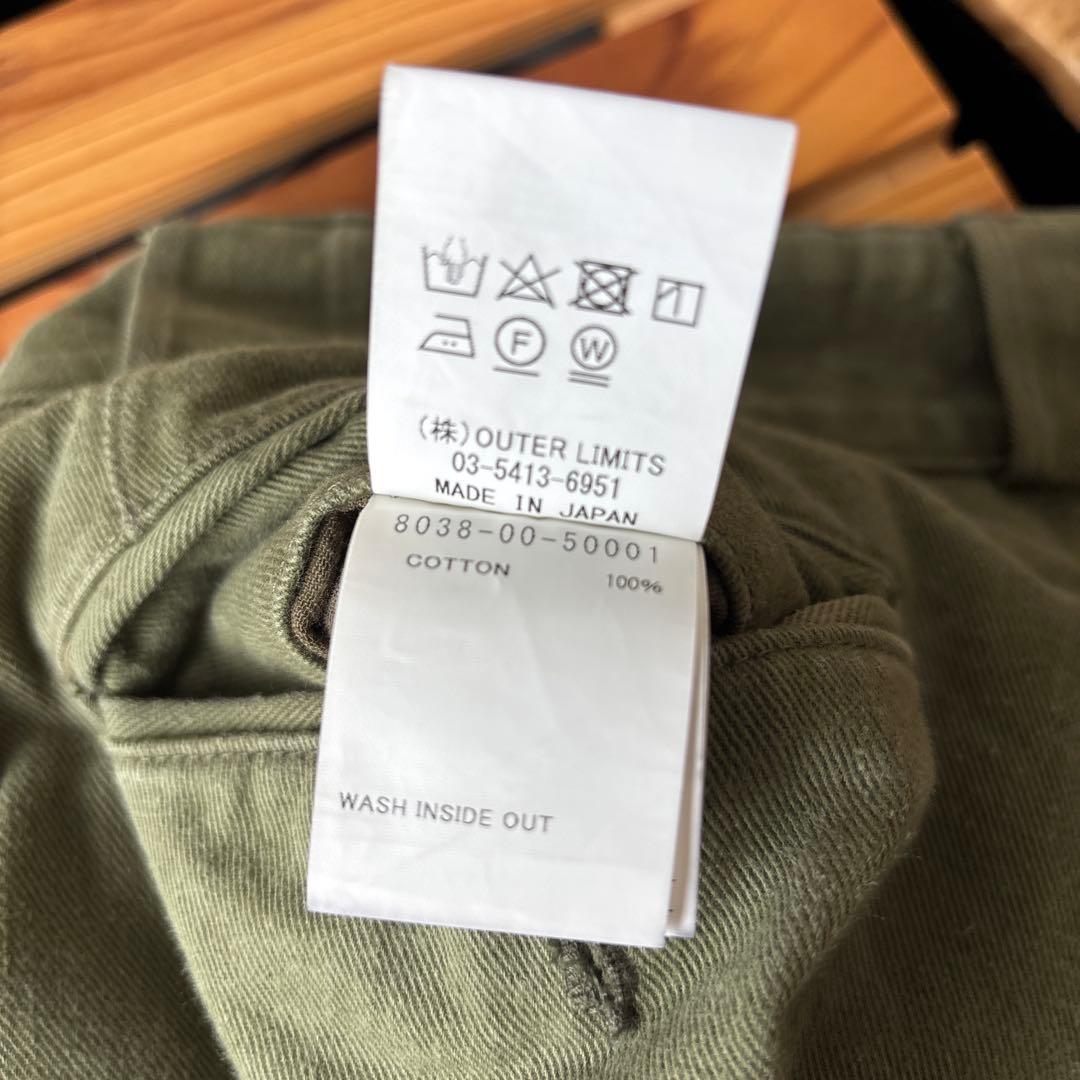 F W
(株)OUTER LIMITS
03-5413-6951
MADE IN JAPAN
8038-00-50001
COTTON 100%
WASH INSIDE OUT